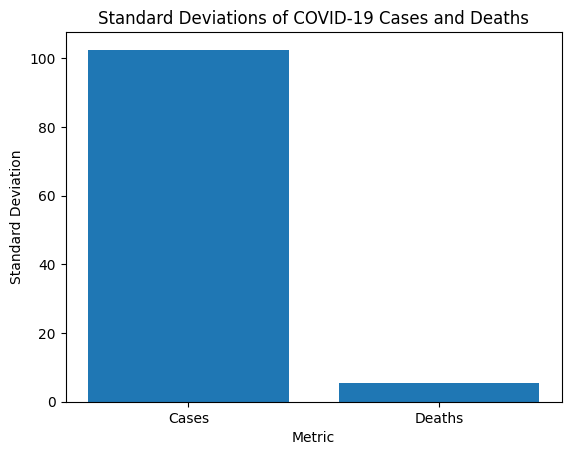 Standard Deviations of COVID-19 Cases and Deaths
100
80
60
40
20
0
Standard Deviation
Cases Deaths
Metric